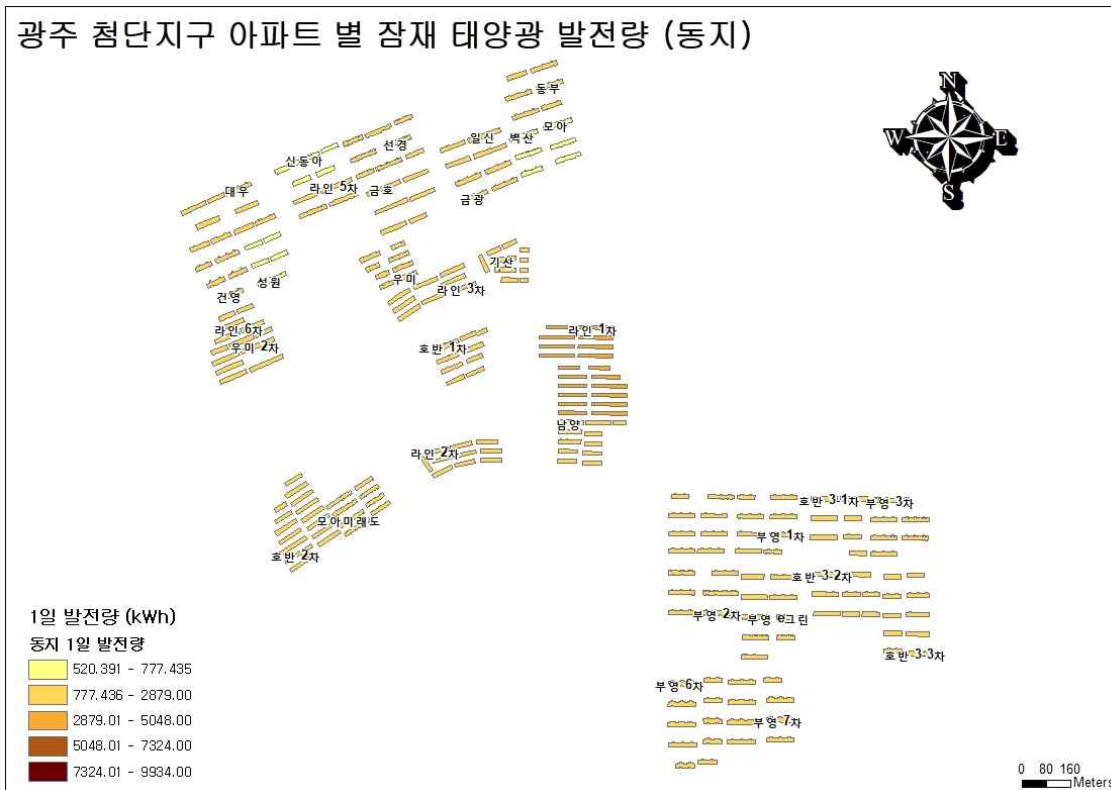 광주 첨단지구 아파트 별 잠재 태양광 발전량 (동지)
N
W E
S
동부
모아
벽산
일신
선경
신동아
라인 5차
금호
금광
대우
성원
건영
우미
라인 3차
기산
라인 6차
우미 2차
호반 1차
라인 1차
남양
라인 2차
모아미래도
호반 2차
호반 3-1차
부영 3차
부영 1차
호반 3-2차
부영 2차
부영 e그린
호반 3-3차
부영 6차
부영 7차
1일 발전량 (kWh)
동지 1일 발전량
520.391 - 777.435
777.436 - 2879.00
2879.01 - 5048.00
5048.01 - 7324.00
7324.01 - 9934.00
0 80 160
Meters